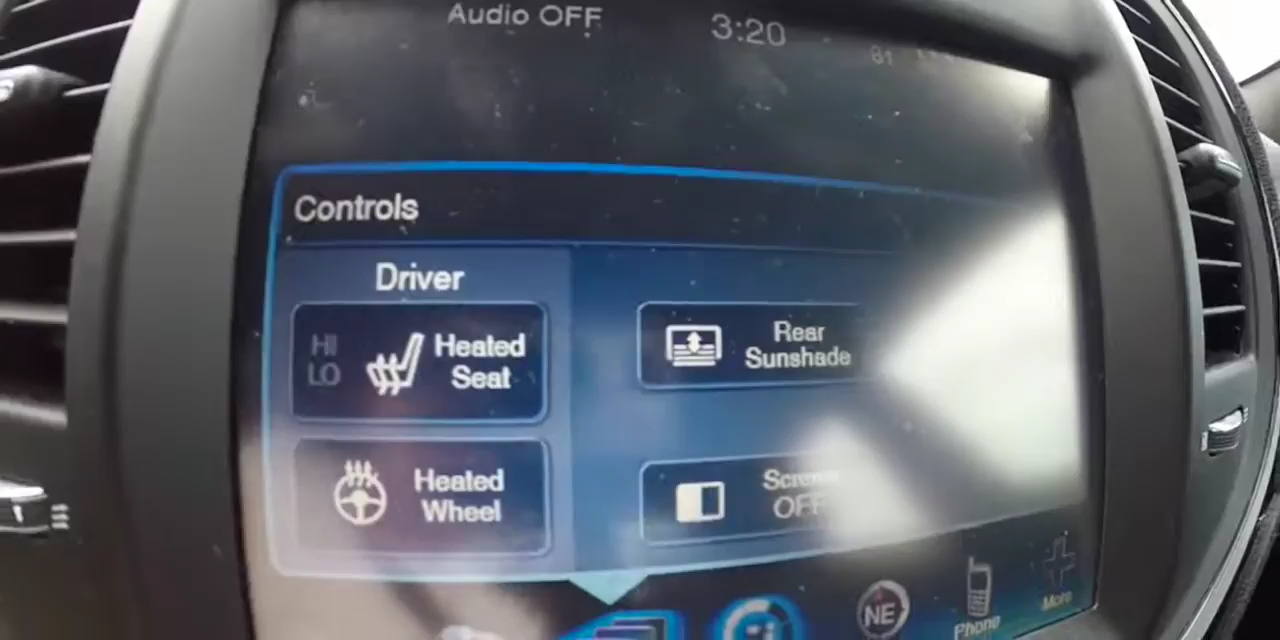 Audio OFF
3:20
81
Controls
Driver
HI
LO
Heated
Seat
Rear
Sunshade
Heated
Wheel
Screen
OFF
NE
Phone
More